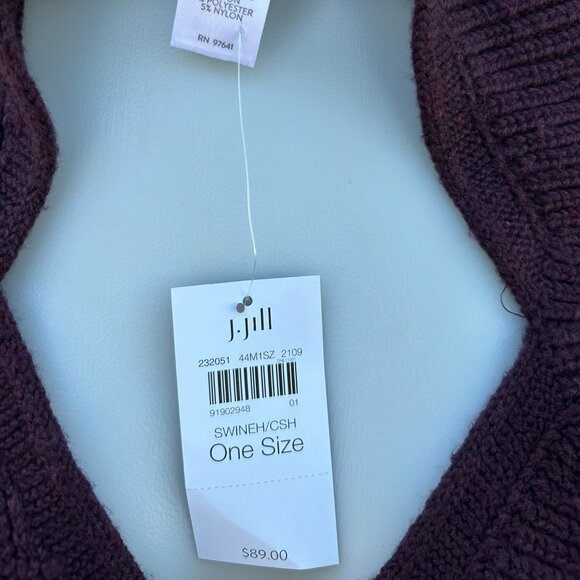 POLYESTER
5% NYLON
RN 97641
J.Jill
232051 44M1SZ 2109
91902948 01
SWINEH/CSH
One Size
$89.00